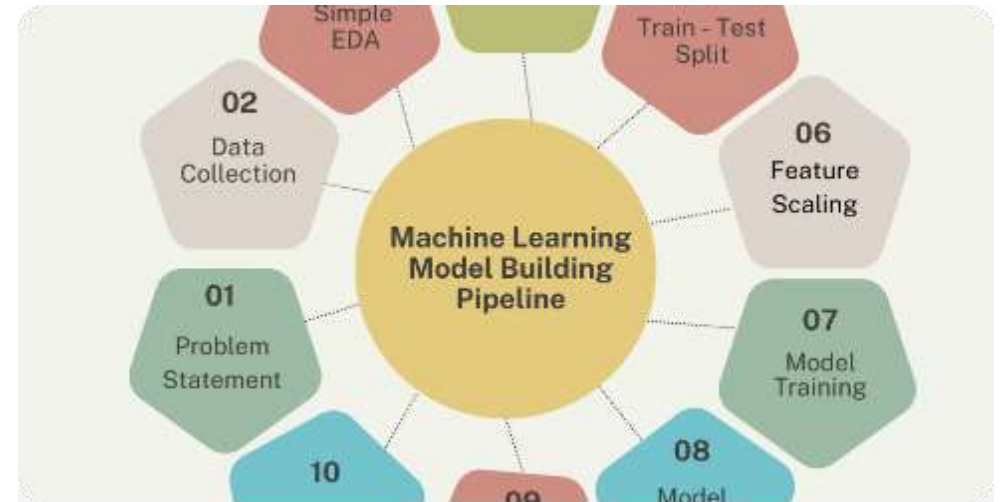 Simple
EDA
Train - Test
Split
02
Data
Collection
06
Feature
Scaling
Machine Learning
Model Building
Pipeline
01
Problem
Statement
07
Model
Training
10
09
08
Model